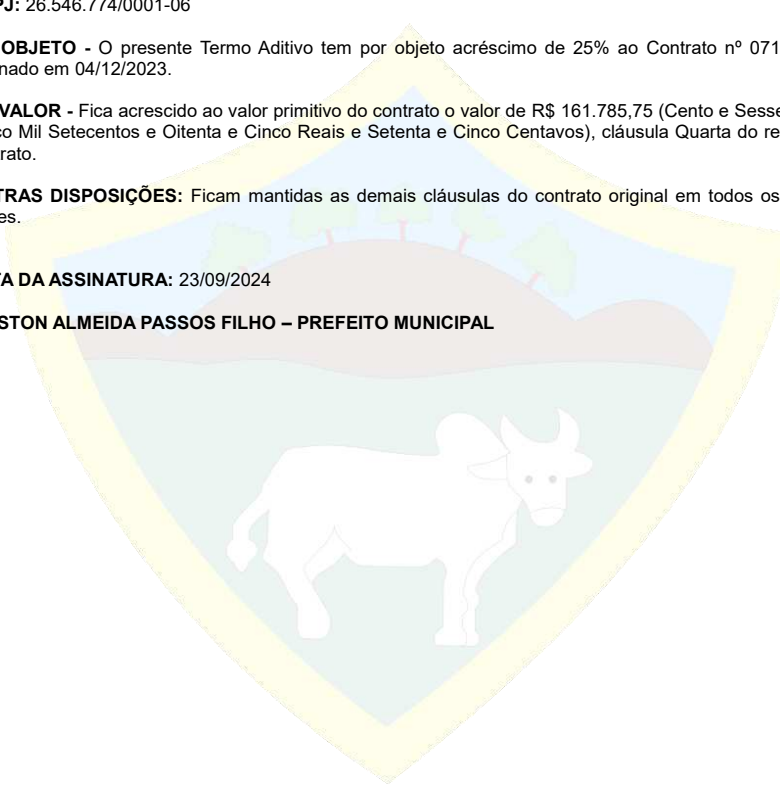 PJ: 26.546.774/0001-06
OBJETO - O presente Termo Aditivo tem por objeto acréscimo de 25% ao Contrato nº 071
nado em 04/12/2023.
VALOR - Fica acrescido ao valor primitivo do contrato o valor de R$ 161.785,75 (Cento e Sesse
co Mil Setecentos e Oitenta e Cinco Reais e Setenta e Cinco Centavos), cláusula Quarta do re
rato.
TRAS DISPOSIÇÕES: Ficam mantidas as demais cláusulas do contrato original em todos os
es.
TA DA ASSINATURA: 23/09/2024
STON ALMEIDA PASSOS FILHO – PREFEITO MUNICIPAL